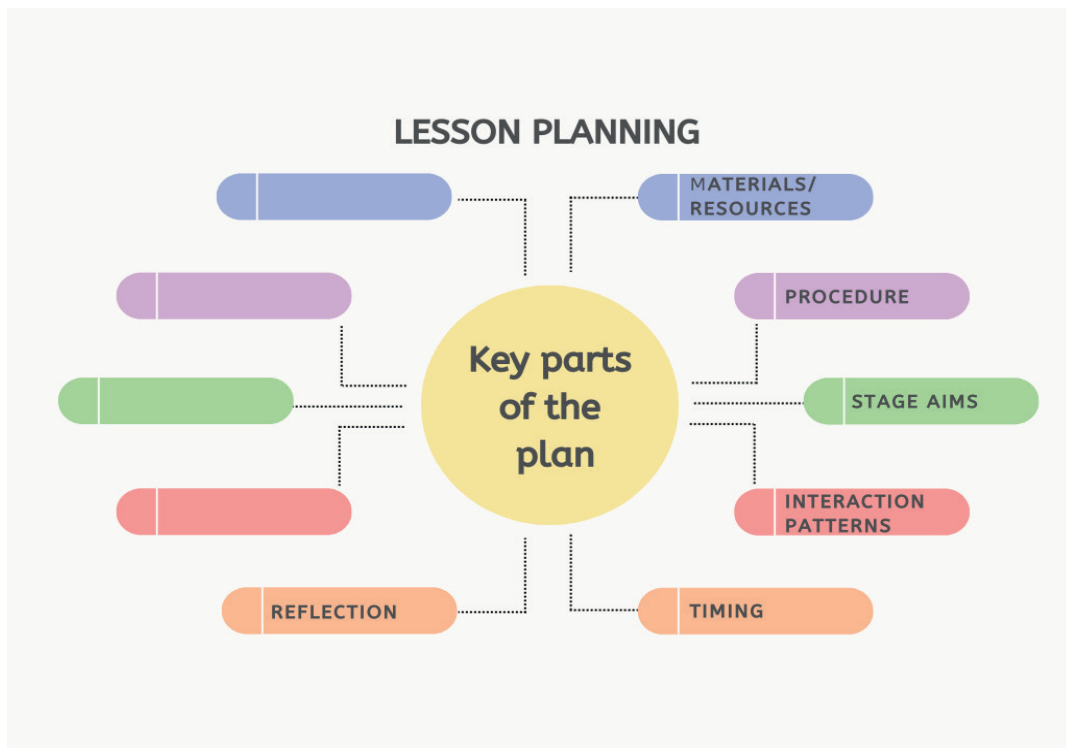 LESSON PLANNING
MATERIALS/
RESOURCES
PROCEDURE
Key parts
of the
plan
STAGE AIMS
INTERACTION
PATTERNS
REFLECTION
TIMING